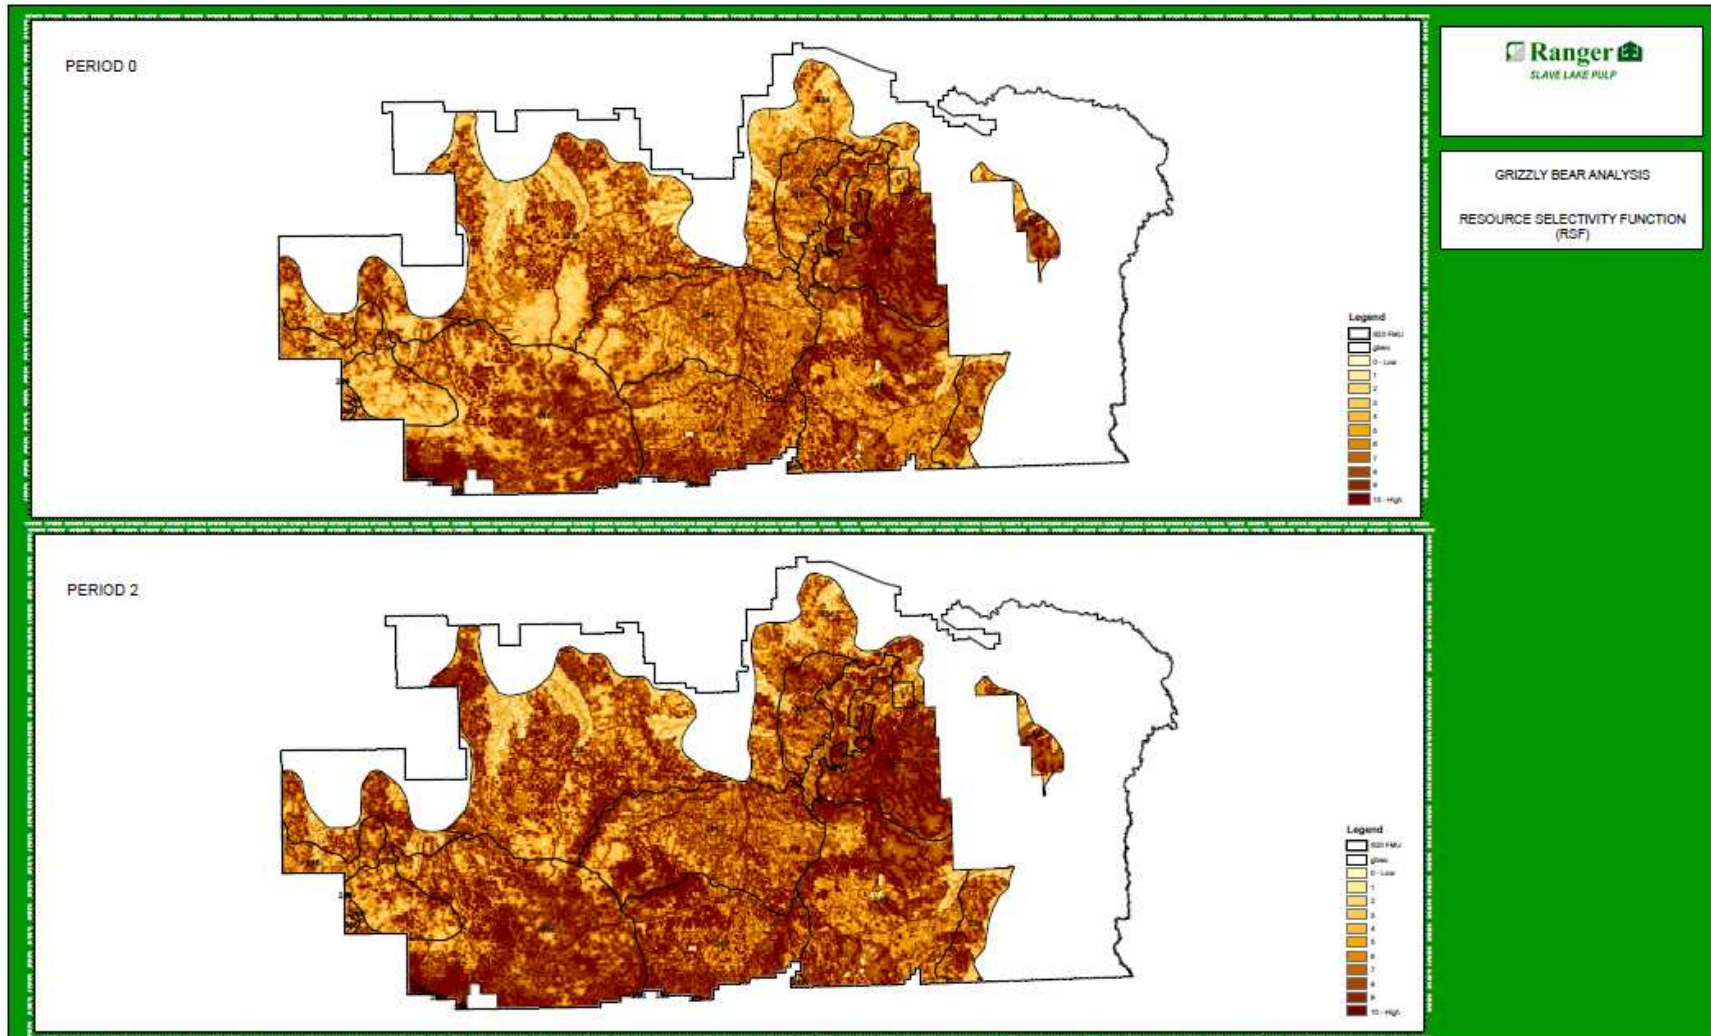 PERIOD 0
Ranger
SLAVE LAKE PULP
GRIZZLY BEAR ANALYSIS
RESOURCE SELECTIVITY FUNCTION
(RSF)
Legend
FMU
0 - Low
1
2
3
4
5
6
7
8
9
10 - High
PERIOD 2
Legend
FMU
0 - Low
1
2
3
4
5
6
7
8
9
10 - High